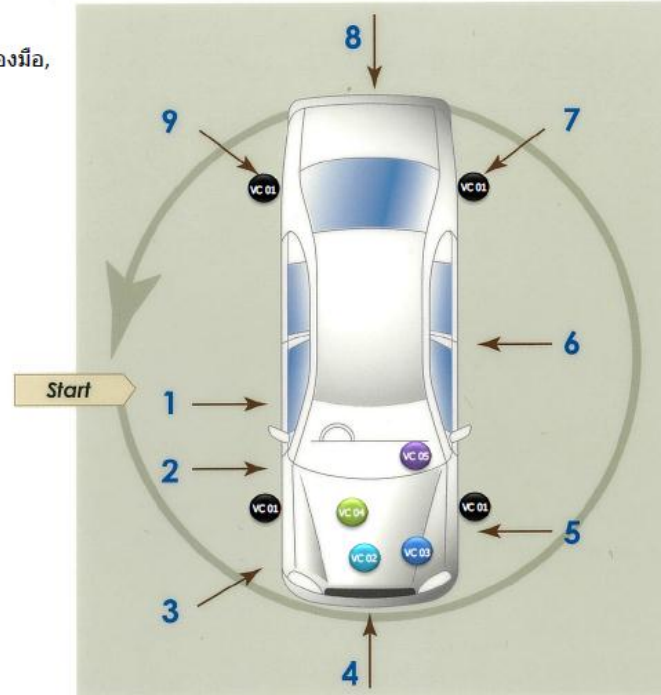 องมือ,
8
9
7
VC 01
VC 01
6
Start
1
2
VC 05
VC 01
VC 04
VC 01
5
VC 02
VC 03
3
4